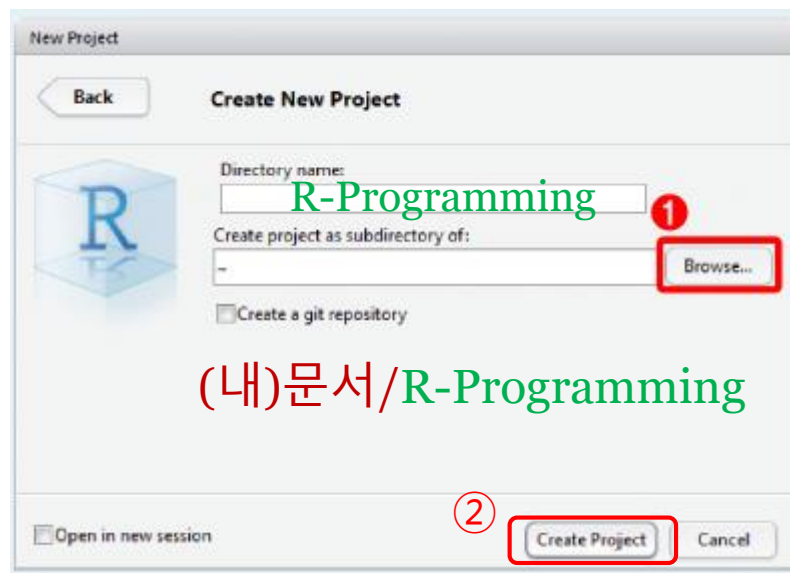 New Project
Back
Create New Project
R
Directory name:
R-Programming
❶
Create project as subdirectory of:
~
Browse...
Create a git repository
(내)문서/R-Programming
②
Open in new session
Create Project
Cancel